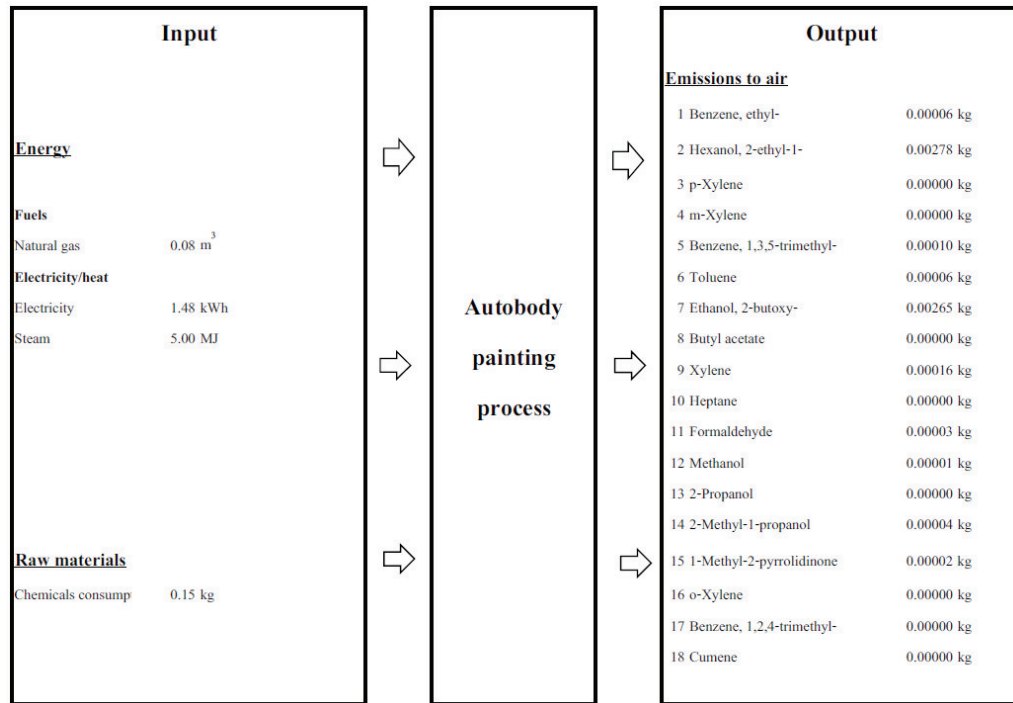 Input
Energy
Fuels
Natural gas 0.08 m3
Electricity/heat
Electricity 1.48 kWh
Steam 5.00 MJ
Raw materials
Chemicals consump 0.15 kg
Autobody
painting
process
Output
Emissions to air
1 Benzene, ethyl- 0.00006 kg
2 Hexanol, 2-ethyl-1- 0.00278 kg
3 p-Xylene 0.00000 kg
4 m-Xylene 0.00000 kg
5 Benzene, 1,3,5-trimethyl- 0.00010 kg
6 Toluene 0.00006 kg
7 Ethanol, 2-butoxy- 0.00265 kg
8 Butyl acetate 0.00000 kg
9 Xylene 0.00016 kg
10 Heptane 0.00000 kg
11 Formaldehyde 0.00003 kg
12 Methanol 0.00001 kg
13 2-Propanol 0.00000 kg
14 2-Methyl-1-propanol 0.00004 kg
15 1-Methyl-2-pyrrolidinone 0.00002 kg
16 o-Xylene 0.00000 kg
17 Benzene, 1,2,4-trimethyl- 0.00000 kg
18 Cumene 0.00000 kg